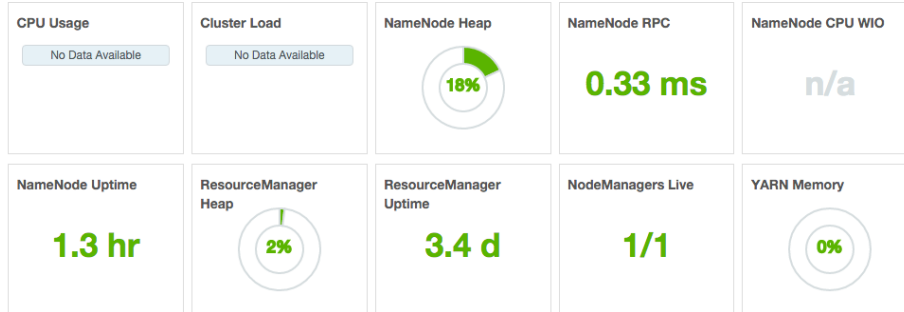 CPU Usage
Cluster Load
NameNode Heap
NameNode RPC
NameNode CPU WIO
No Data Available
No Data Available
18%
0.33 ms
n/a
NameNode Uptime
ResourceManager
Heap
ResourceManager
Uptime
NodeManagers Live
YARN Memory
1.3 hr
2%
3.4 d
1/1
0%